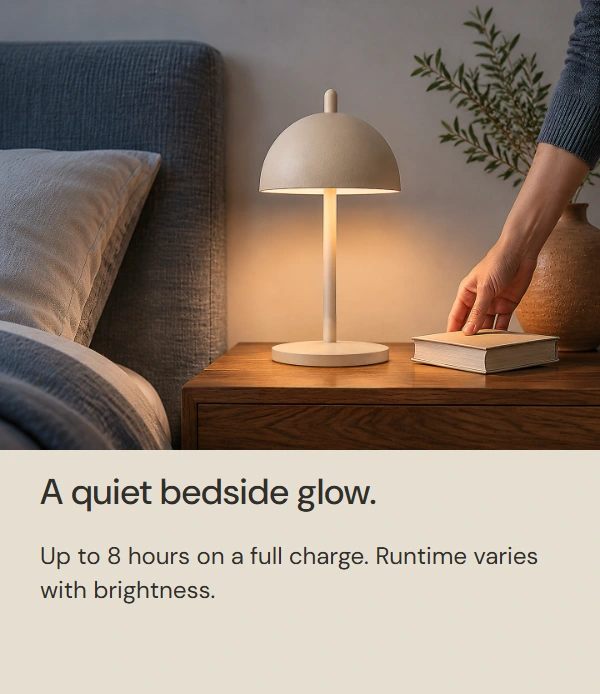 A quiet bedside glow.
Up to 8 hours on a full charge. Runtime varies
with brightness.